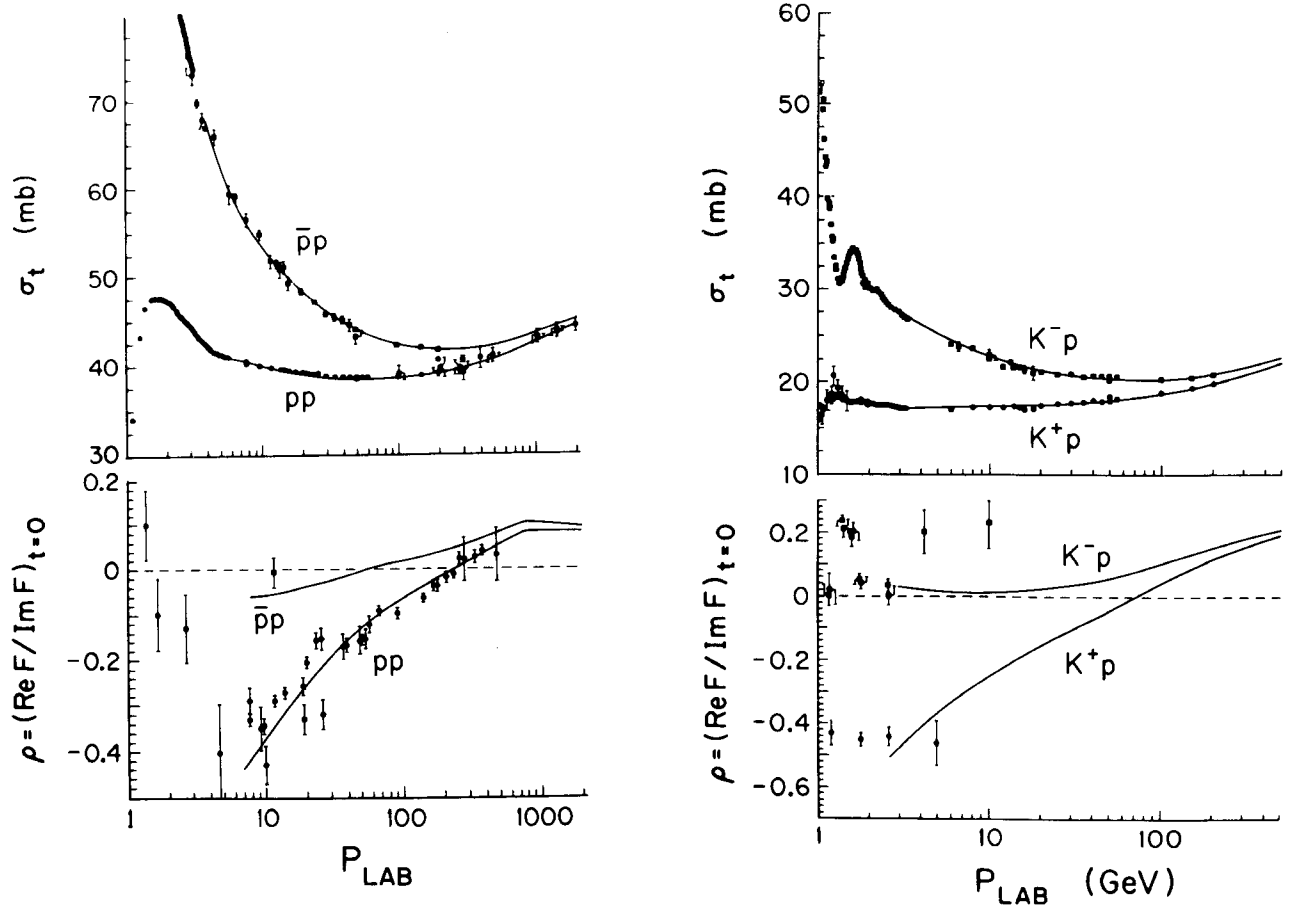 σt (mb)
70
60
50
40
30
p̄p
pp
ρ=(ReF/ImF)t=0
0.2
0
-0.2
-0.4
p̄p
pp
1
10
100
1000
PLAB
σt (mb)
60
50
40
30
20
10
K-p
K+p
ρ=(ReF/ImF)t=0
0.2
0
-0.2
-0.4
-0.6
K-p
K+p
1
10
100
PLAB (GeV)